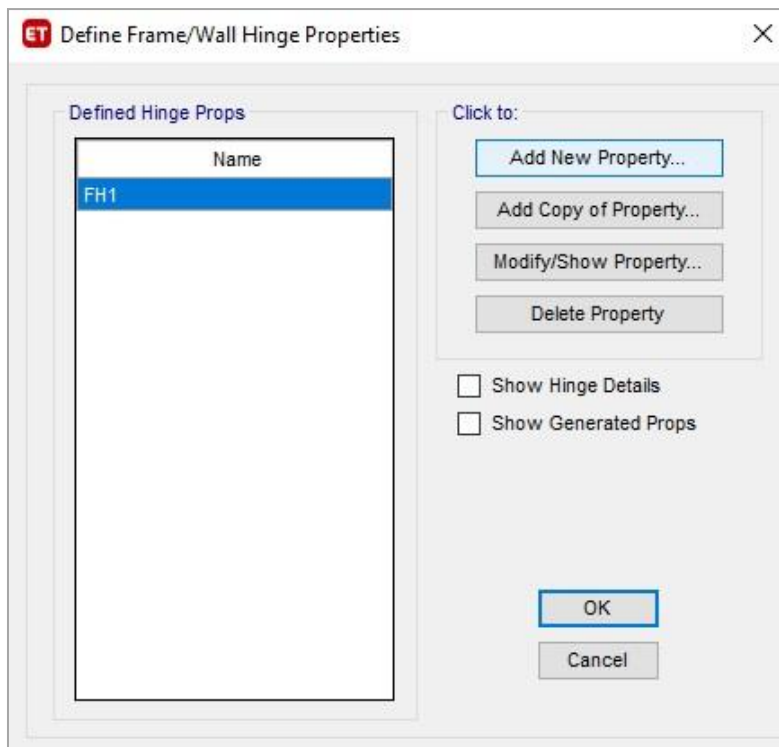 ET Define Frame/Wall Hinge Properties
Defined Hinge Props
Name
FH1
Click to:
Add New Property...
Add Copy of Property...
Modify/Show Property...
Delete Property
Show Hinge Details
Show Generated Props
OK
Cancel